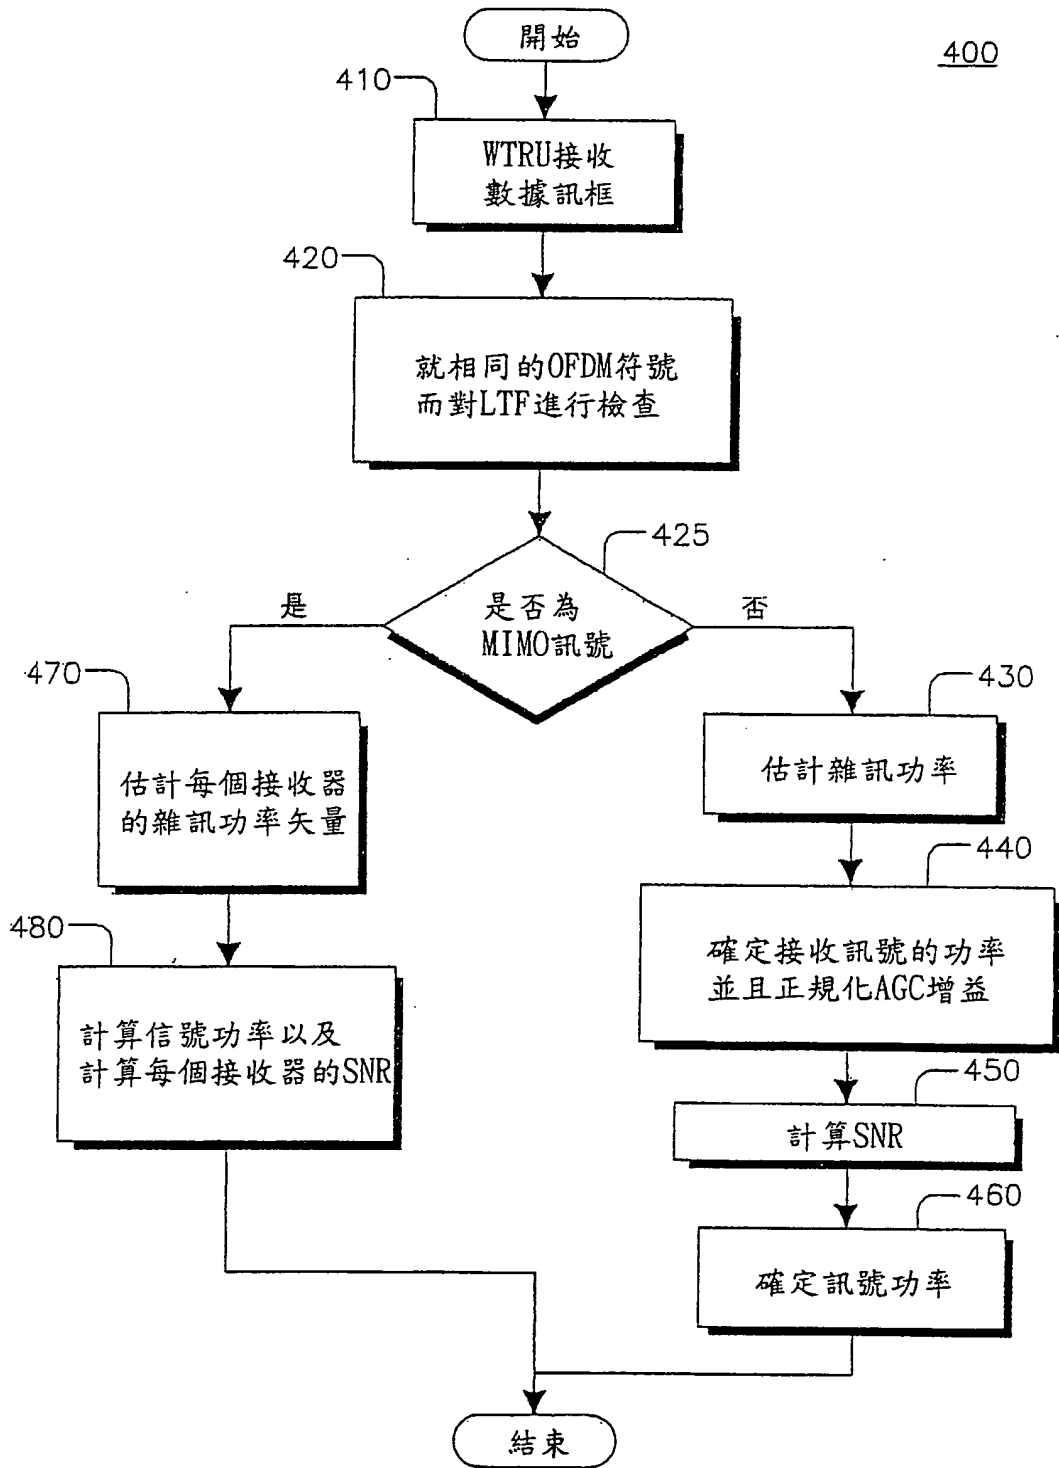 開始
400
410
WTRU接收
數據訊框
420
就相同的OFDM符號
而對LTF進行檢查
425
是否為
MIMO訊號
是
否
470
估計每個接收器
的雜訊功率矢量
430
估計雜訊功率
440
確定接收訊號的功率
並且正規化AGC增益
480
計算信號功率以及
計算每個接收器的SNR
450
計算SNR
460
確定訊號功率
結束